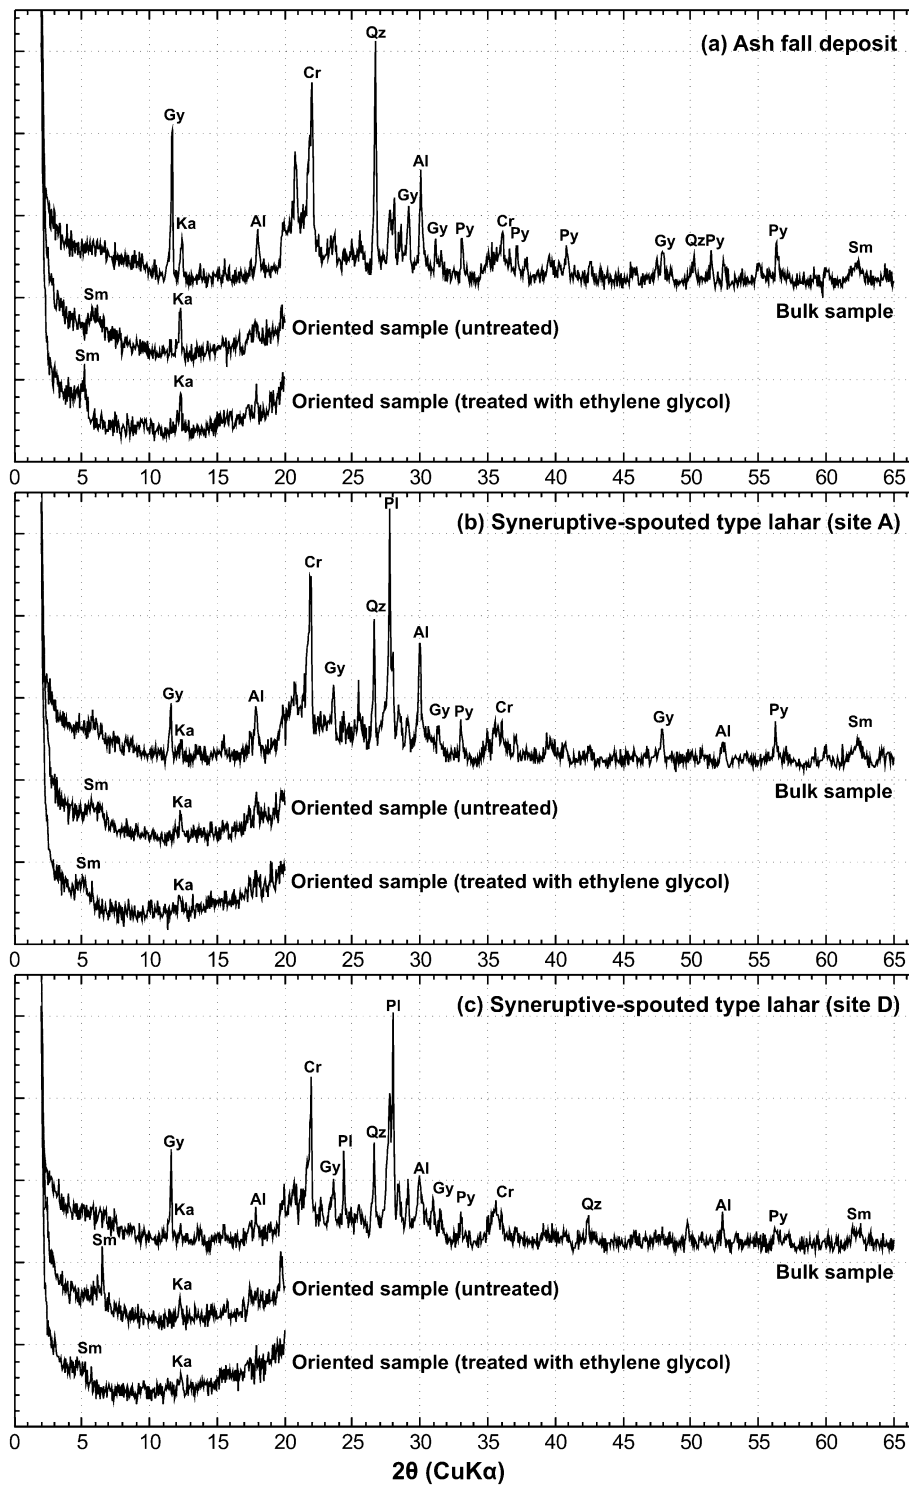 Qz
(a) Ash fall deposit
Cr
Gy
Al
Gy
Ka
Al
Gy
Py
Cr
Py
Py
Gy
Qz
Py
Py
Sm
Bulk sample
Sm
Ka
Oriented sample (untreated)
Sm
Ka
Oriented sample (treated with ethylene glycol)
0 5 10 15 20 25 30 35 40 45 50 55 60 65
Pl
(b) Syneruptive-spouted type lahar (site A)
Cr
Qz
Al
Gy
Gy
Al
Ka
Gy
Py
Cr
Gy
Al
Py
Sm
Bulk sample
Sm
Ka
Oriented sample (untreated)
Sm
Ka
Oriented sample (treated with ethylene glycol)
0 5 10 15 20 25 30 35 40 45 50 55 60 65
Pl
(c) Syneruptive-spouted type lahar (site D)
Cr
Gy
Pl
Qz
Gy
Al
Ka
Al
Gy
Py
Cr
Qz
Al
Py
Sm
Bulk sample
Sm
Ka
Oriented sample (untreated)
Sm
Ka
Oriented sample (treated with ethylene glycol)
0 5 10 15 20 25 30 35 40 45 50 55 60 65
2θ (CuKα)